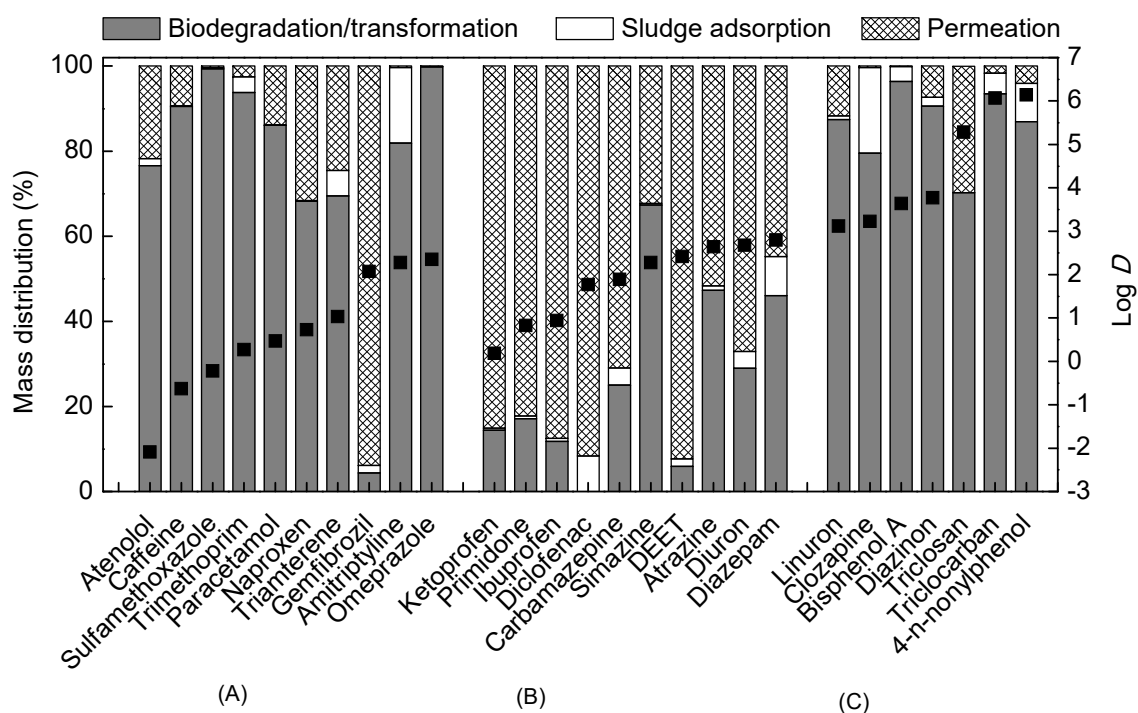 Biodegradation/transformation Sludge adsorption Permeation
Mass distribution (%)
100
80
60
40
20
0
Log D
7
6
5
4
3
2
1
0
-1
-2
-3
Atenolol
Caffeine
Sulfamethoxazole
Trimethoprim
Paracetamol
Naproxen
Triamterene
Gemfibrozil
Amitriptyline
Omeprazole
Ketoprofen
Primidone
Ibuprofen
Diclofenac
Carbamazepine
Simazine
DEET
Atrazine
Diuron
Diazepam
Linuron
Clozapine
Bisphenol A
Diazinon
Triclosan
Triclocarban
4-n-nonylphenol
(A) (B) (C)